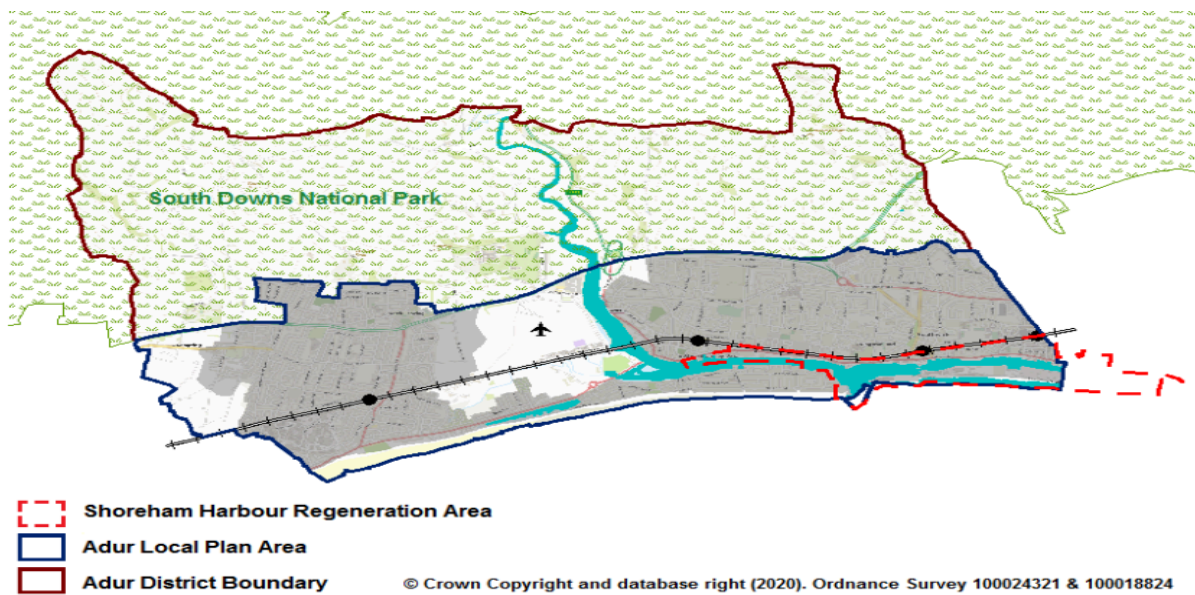 South Downs National Park
Shoreham Harbour Regeneration Area
Adur Local Plan Area
Adur District Boundary
© Crown Copyright and database right (2020). Ordnance Survey 100024321 & 100018824